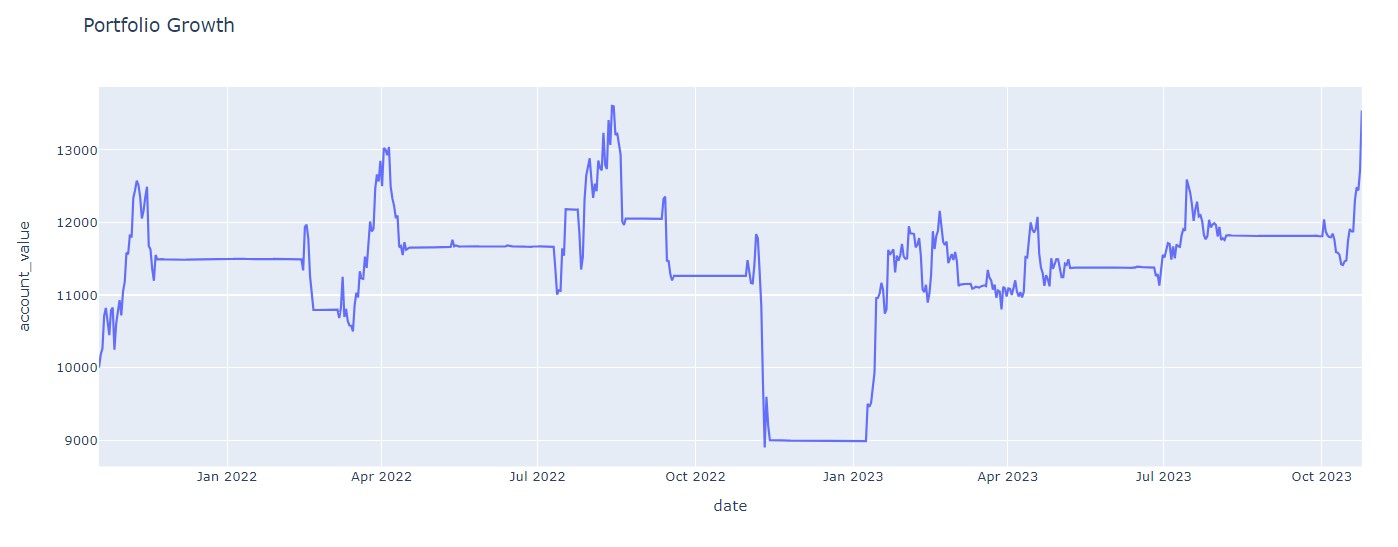 Portfolio Growth
13000
12000
11000
10000
9000
account_value
Jan 2022 Apr 2022 Jul 2022 Oct 2022 Jan 2023 Apr 2023 Jul 2023 Oct 2023
date